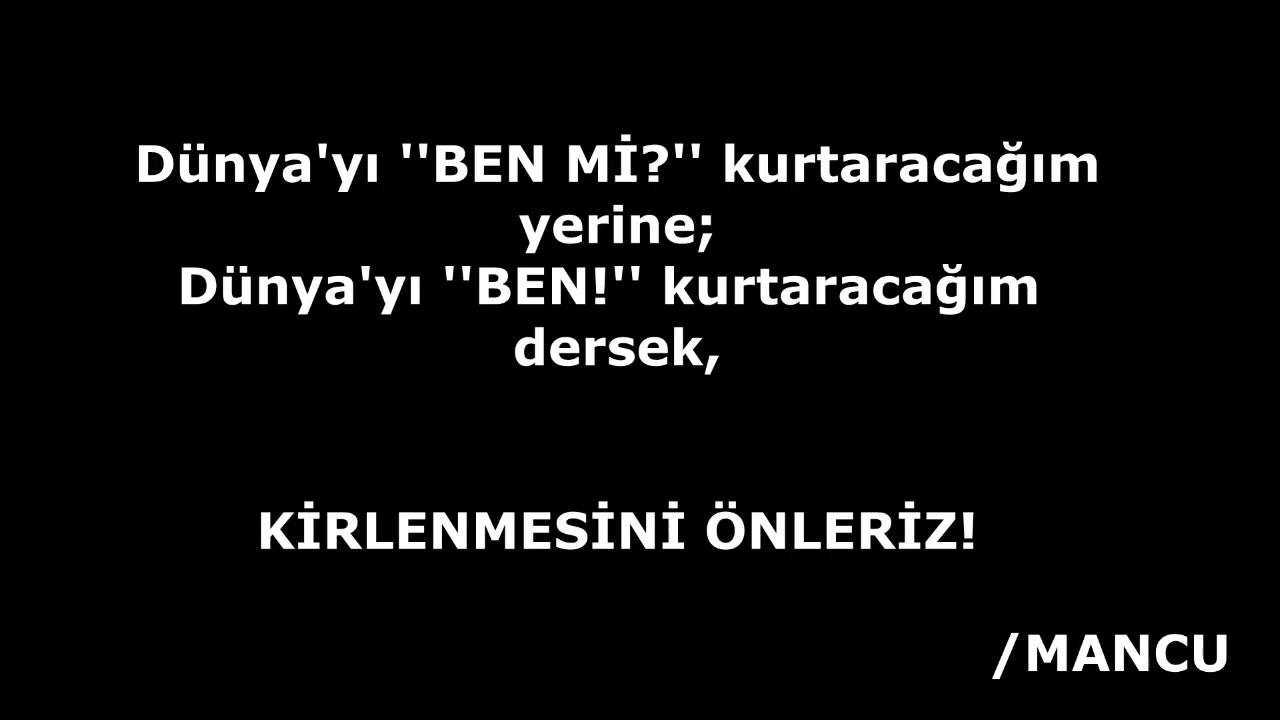 Dünya'yı ''BEN Mİ?'' kurtaracağım
yerine;
Dünya'yı ''BEN!'' kurtaracağım
dersek,
KİRLENMESİNİ ÖNLERİZ!
/MANCU